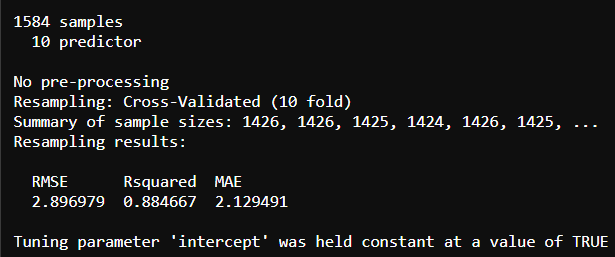 1584 samples
10 predictor
No pre-processing
Resampling: Cross-Validated (10 fold)
Summary of sample sizes: 1426, 1426, 1425, 1424, 1426, 1425, ...
Resampling results:
RMSE Rsquared MAE
2.896979 0.884667 2.129491
Tuning parameter 'intercept' was held constant at a value of TRUE